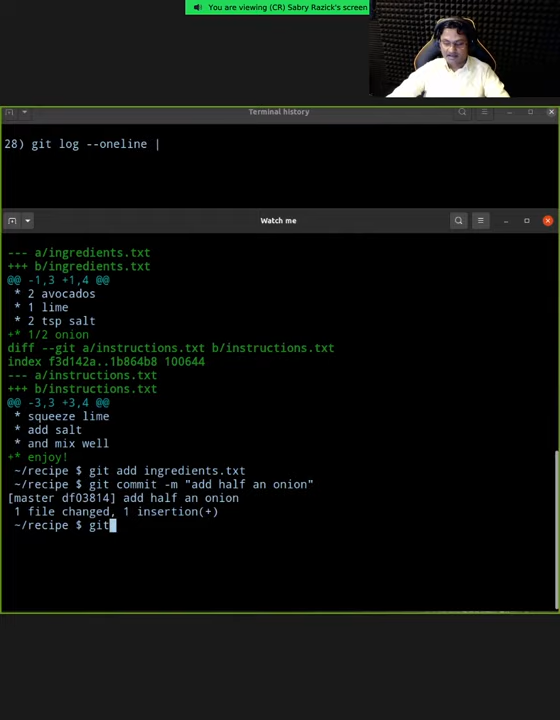 You are viewing (CR) Sabry Razick's screen
Terminal history
28) git log --oneline |
Watch me
--- a/ingredients.txt
+++ b/ingredients.txt
@@ -1,3 +1,4 @@
* 2 avocados
* 1 lime
* 2 tsp salt
+* 1/2 onion
diff --git a/instructions.txt b/instructions.txt
index f3d142a..1b864b8 100644
--- a/instructions.txt
+++ b/instructions.txt
@@ -3,3 +3,4 @@
* squeeze lime
* add salt
* and mix well
+* enjoy!
~/recipe $ git add ingredients.txt
~/recipe $ git commit -m "add half an onion"
[master df03814] add half an onion
1 file changed, 1 insertion(+)
~/recipe $ git